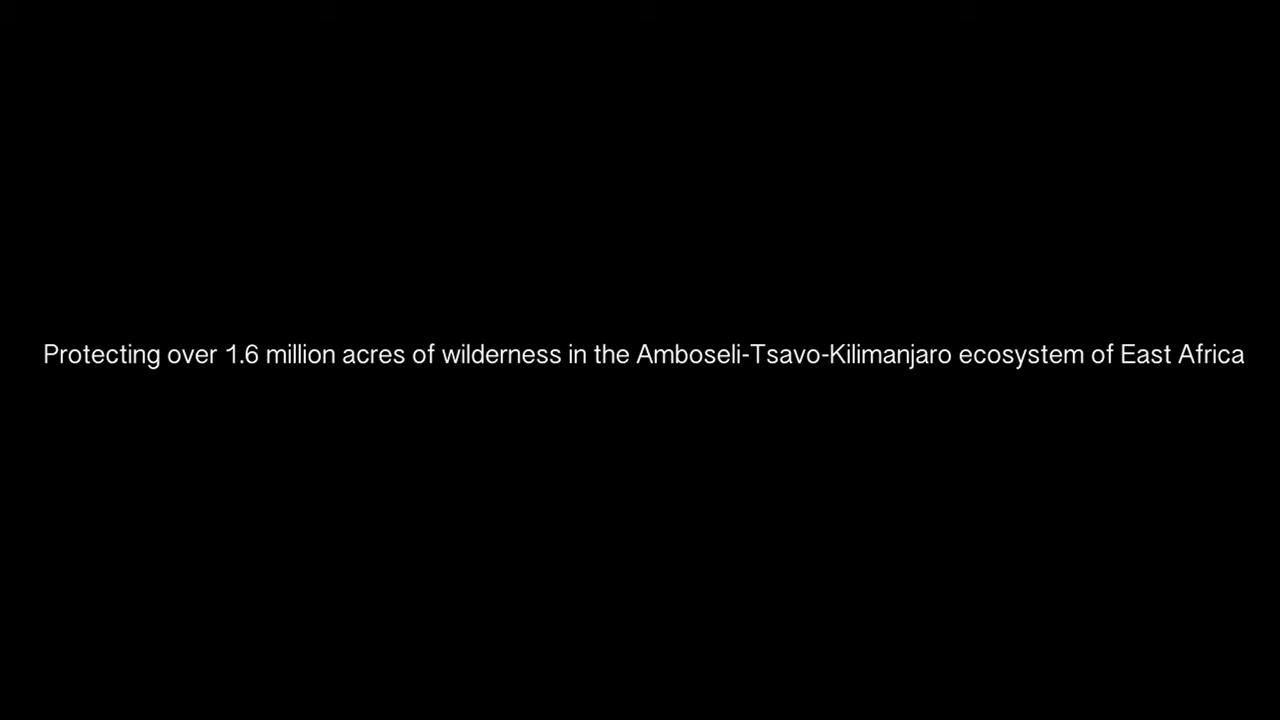 Protecting over 1.6 million acres of wilderness in the Amboseli-Tsavo-Kilimanjaro ecosystem of East Africa